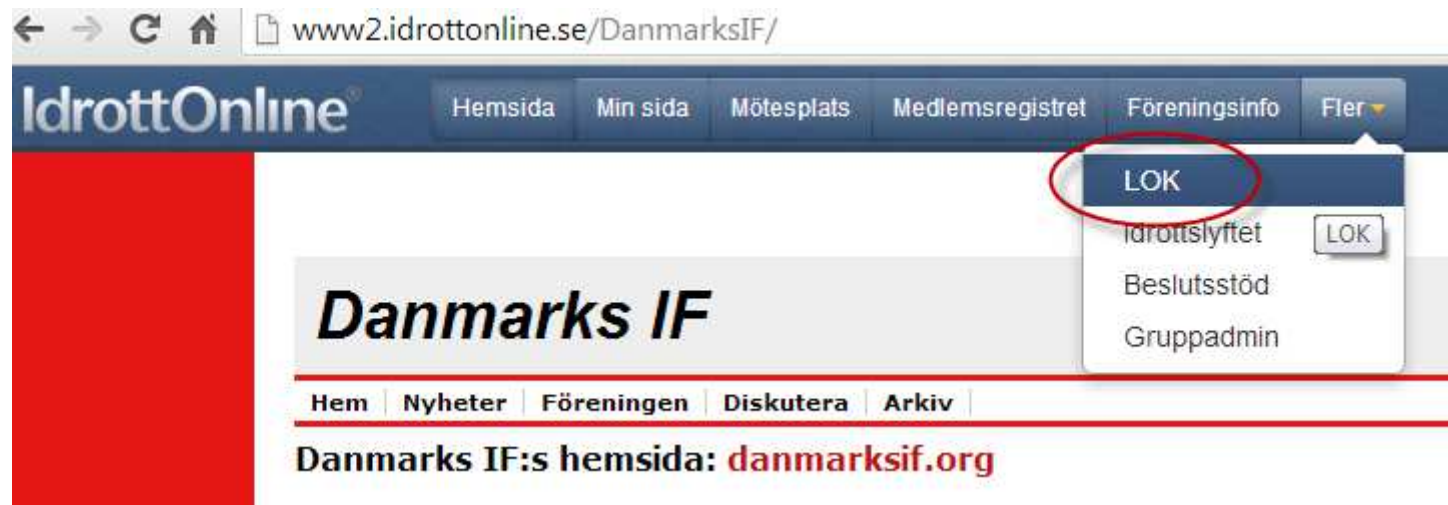 www2.idrottonline.se/DanmarksIF/
IdrottOnline® Hemsida Min sida Mötesplats Medlemsregistret Föreningsinfo Fler
LOK
Idrottslyftet LOK
Beslutsstöd
Gruppadmin
Danmarks IF
Hem Nyheter Föreningen Diskutera Arkiv
Danmarks IF:s hemsida: danmarksif.org